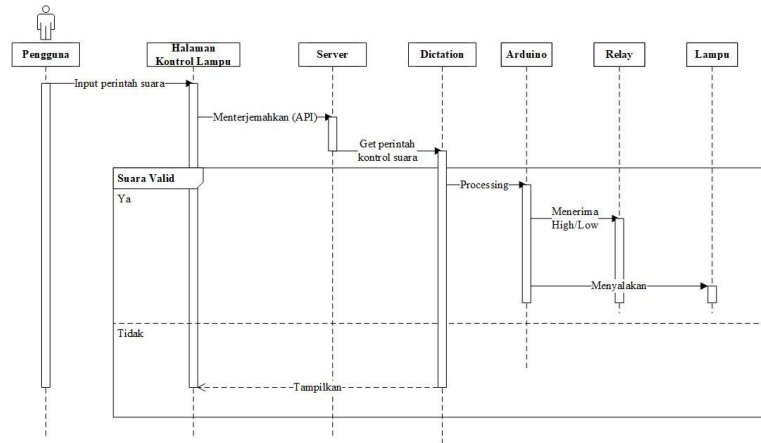 Pengguna
Halaman
Kontrol Lampu
Server
Dictation
Arduino
Relay
Lampu
Input perintah suara
Menterjemahkan (API)
Get perintah
kontrol suara
Suara Valid
Ya
Processing
Menerima
High/Low
Menyalakan
Tidak
Tampilkan